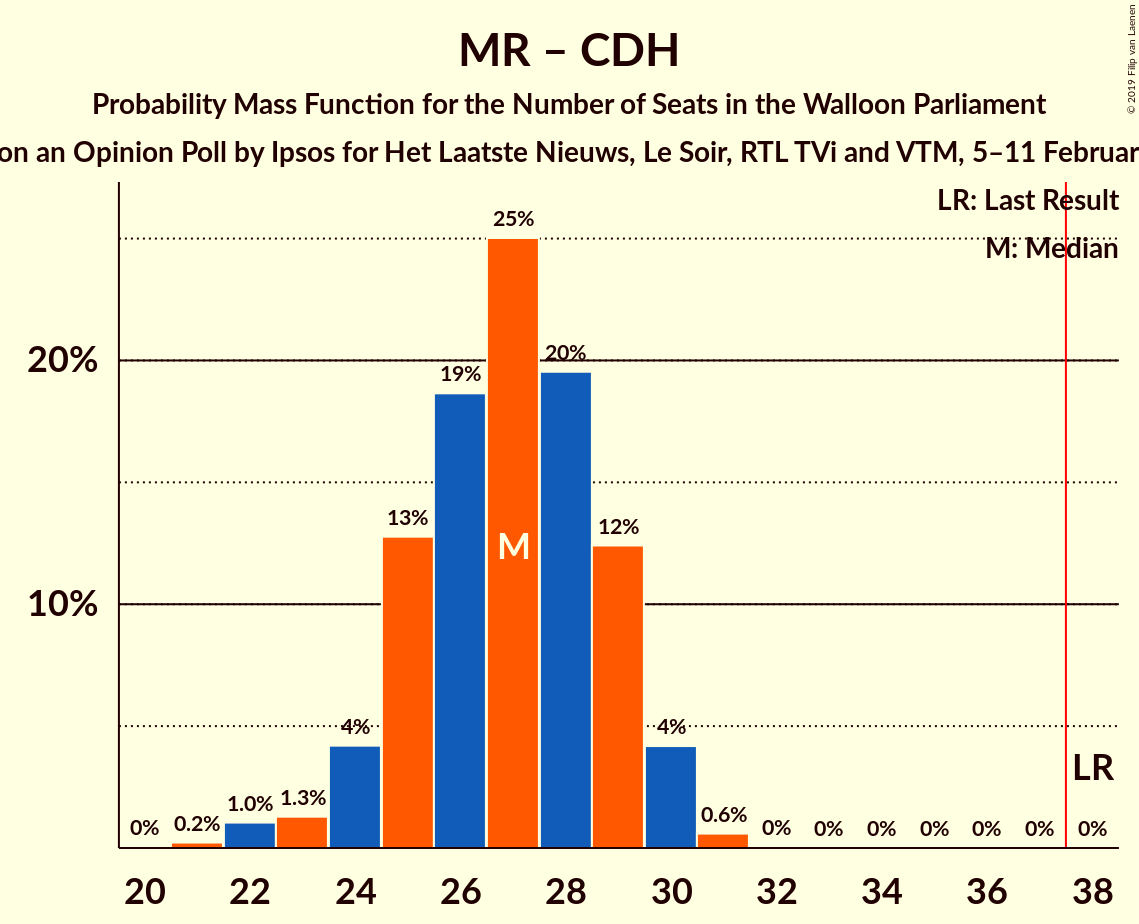 MR – CDH
Probability Mass Function for the Number of Seats in the Walloon Parliament
on an Opinion Poll by Ipsos for Het Laatste Nieuws, Le Soir, RTL TVi and VTM, 5–11 Februar
© 2019 Filip van Laenen
LR: Last Result
M: Median
25%
20%
20%
19%
13%
12%
M
10%
4%
4%
LR
0%
0.2%
1.0%
1.3%
0.6%
0%
0%
0%
0%
0%
0%
0%
20 22 24 26 28 30 32 34 36 38